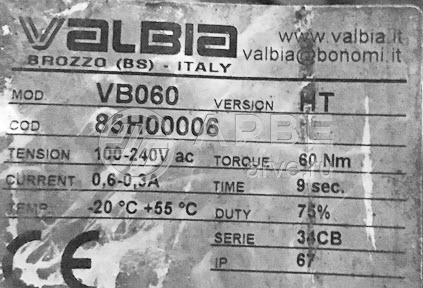 VALBIA www.valbia.it
BROZZO (BS) - ITALY valbia@bonomi.it
MOD VB060 VERSION HT
COD 85H00006
TENSION 100-240V ac TORQUE 60 Nm
CURRENT 0,6-0,3A TIME 9 sec.
TEMP. -20 °C +55 °C DUTY 75%
SERIE 34CB
CE IP 67